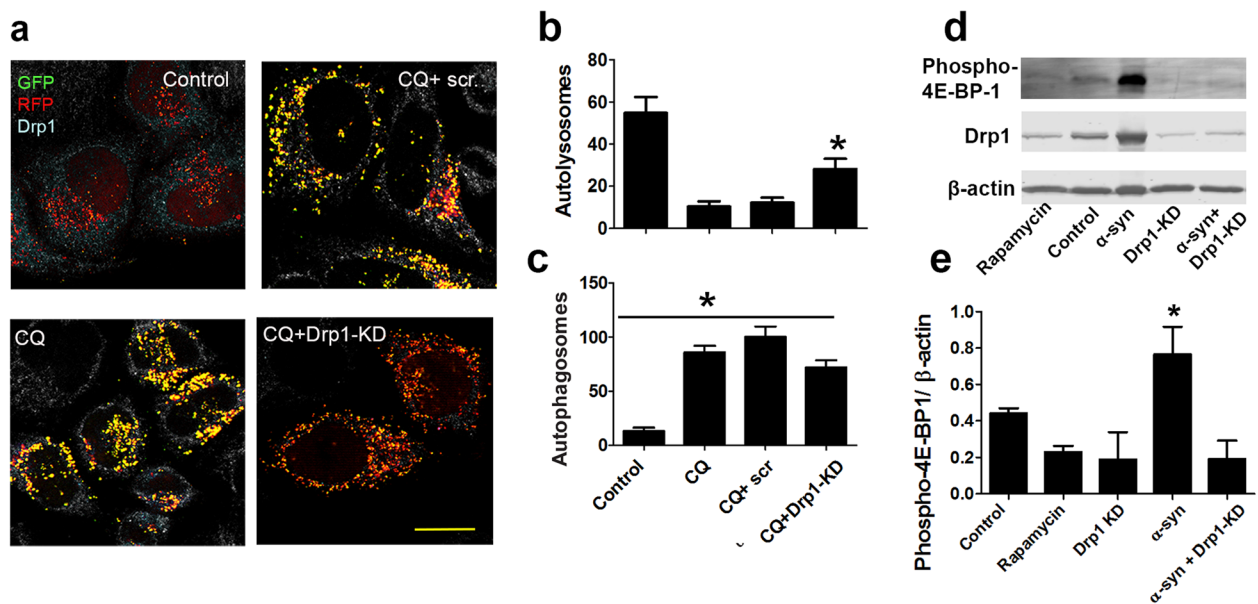 a
GFP
RFP
Drp1
Control
CQ+ scr
CQ
CQ+Drp1-KD
b
Autolysosomes
80
60
40
20
0
*
c
Autophagosomes
150
100
50
0
*
Control
CQ
CQ+ scr
CQ+Drp1-KD
d
Phospho-
4E-BP-1
Drp1
β-actin
Rapamycin
Control
α-syn
Drp1-KD
α-syn+
Drp1-KD
e
Phospho-4E-BP1/ β-actin
1.0
0.8
0.6
0.4
0.2
0.0
*
Control
Rapamycin
Drp1 KD
α-syn
α-syn + Drp1-KD